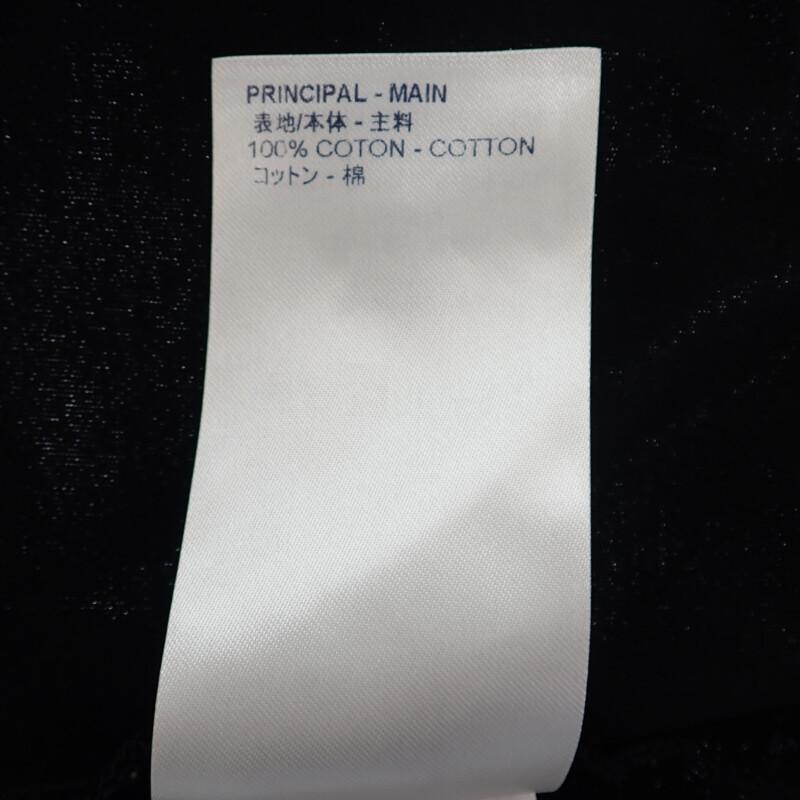 PRINCIPAL - MAIN
表地/本体 - 主料
100% COTON - COTTON
コットン - 棉